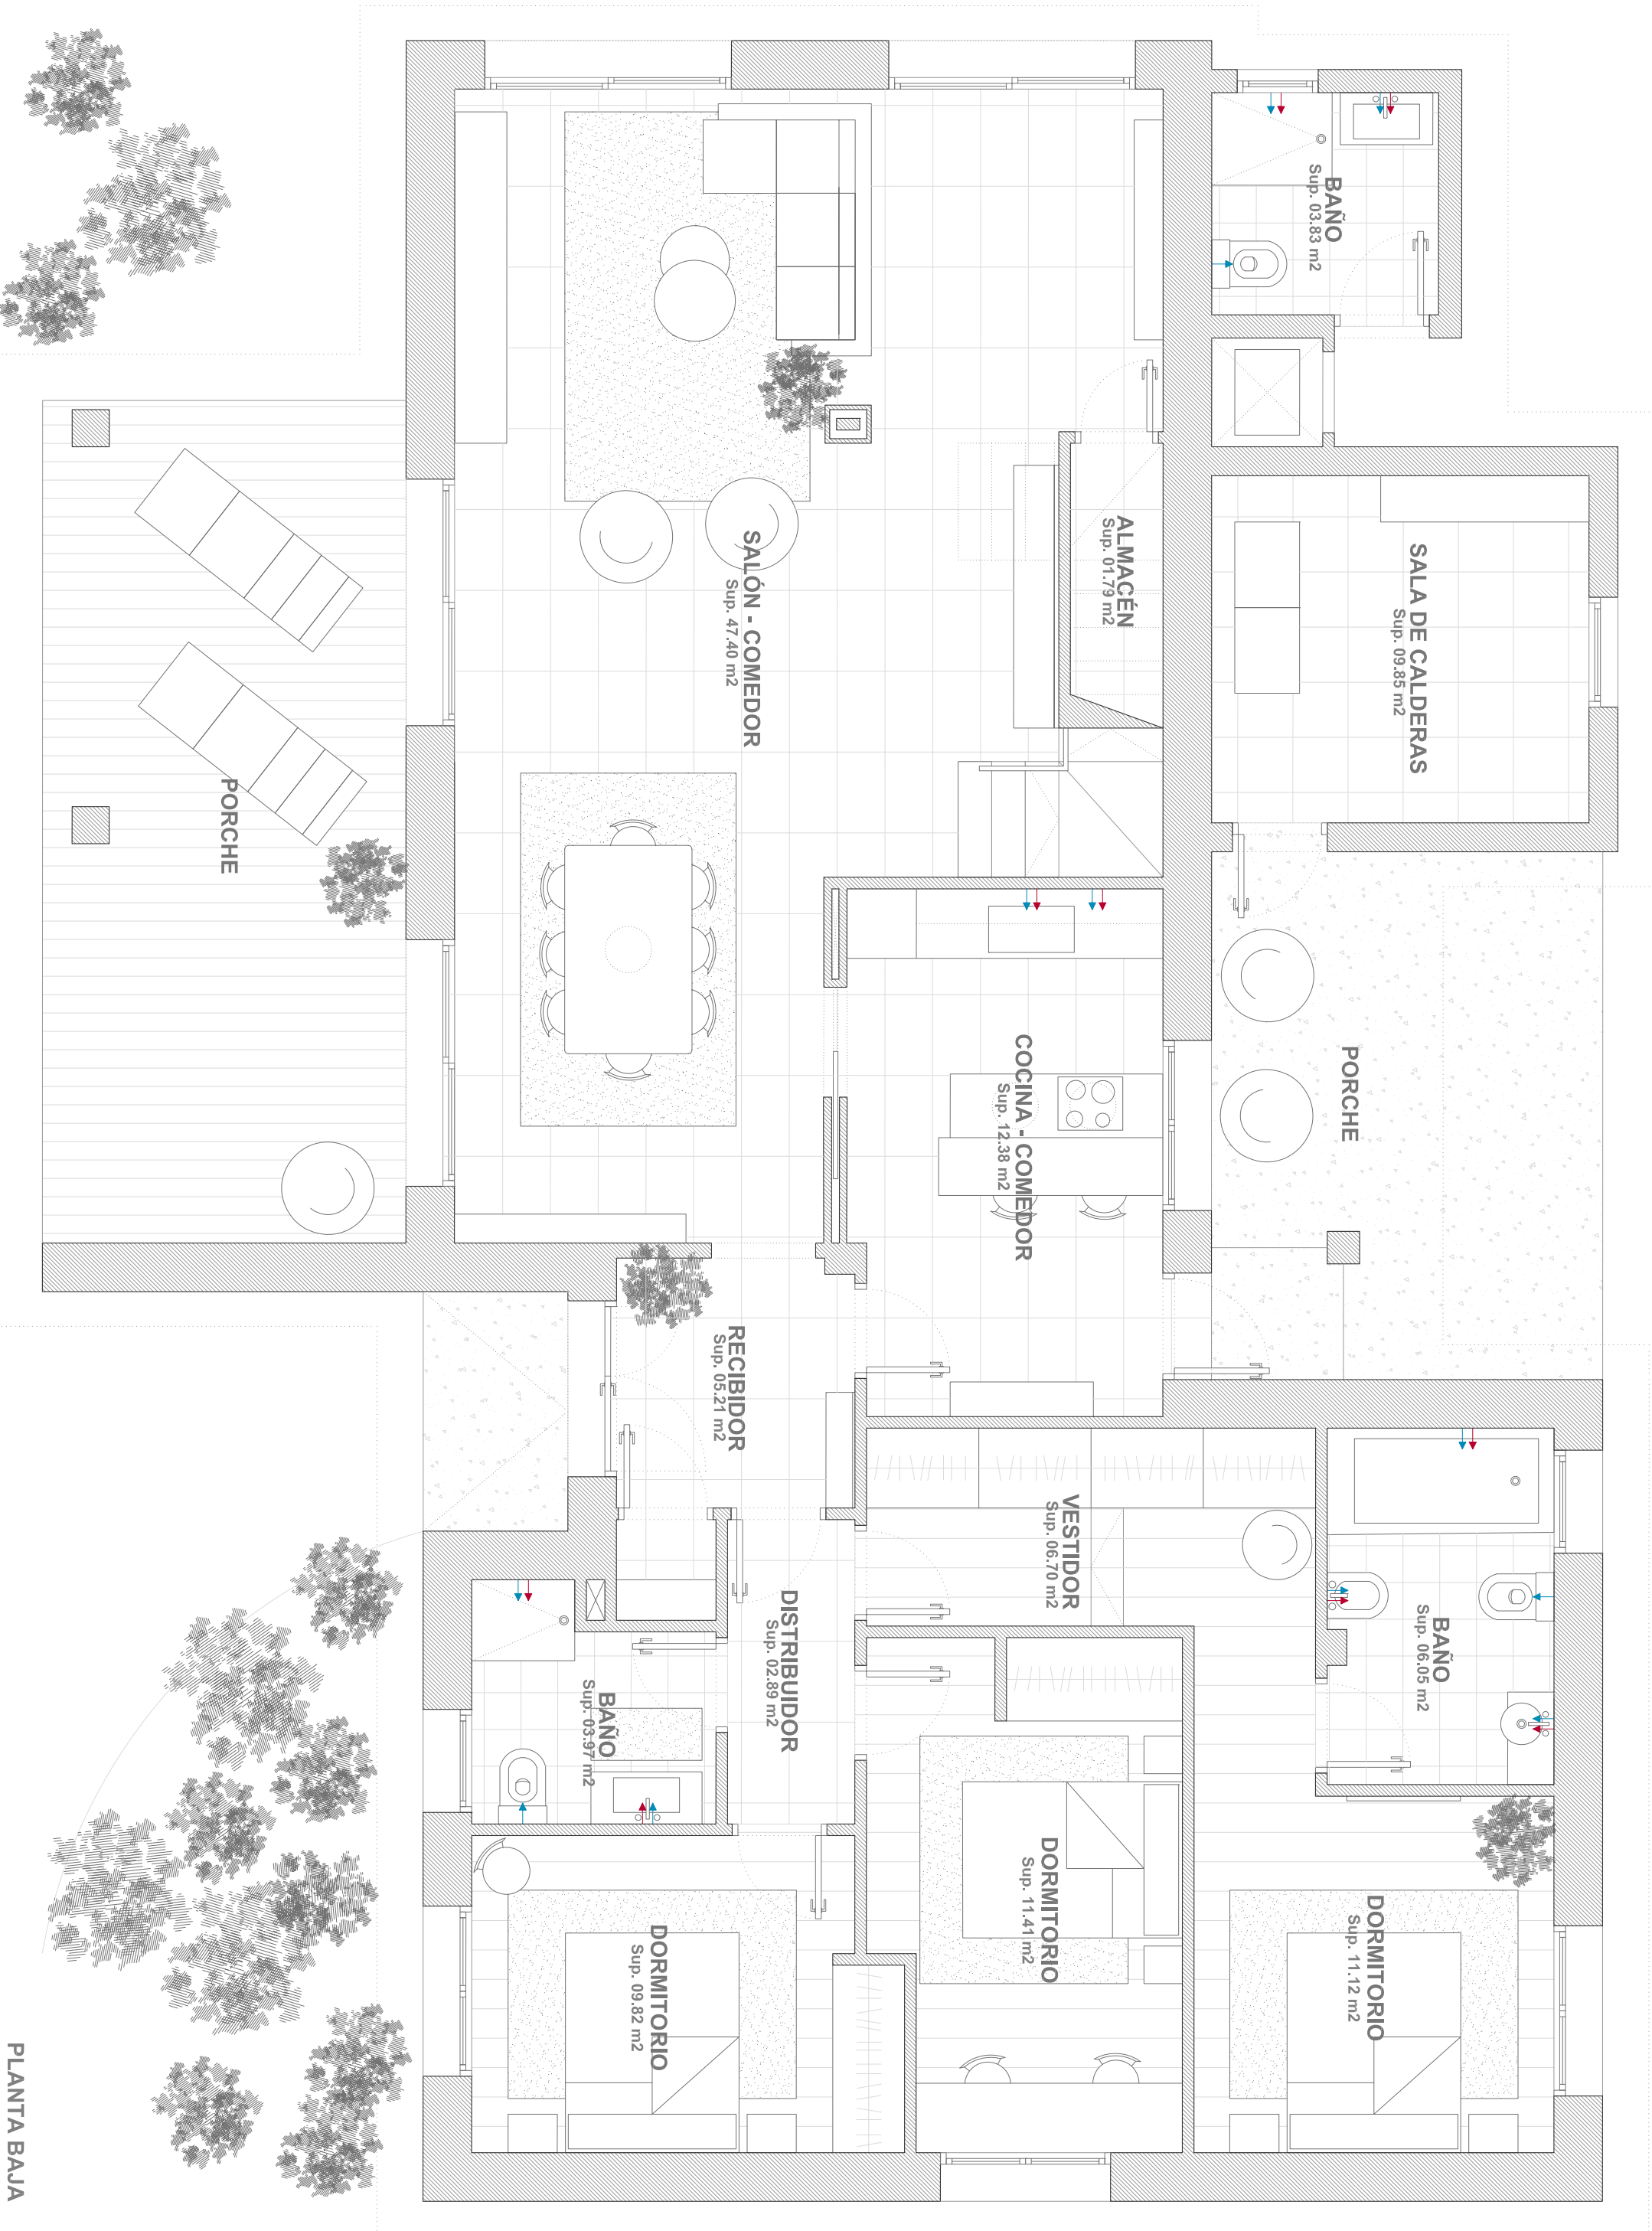 BAÑO
Sup. 03.83 m2
SALA DE CALDERAS
Sup. 09.85 m2
ALMACÉN
Sup. 01.79 m2
SALÓN - COMEDOR
Sup. 47.40 m2
PORCHE
PORCHE
COCINA - COMEDOR
Sup. 12.38 m2
RECIBIDOR
Sup. 05.21 m2
VESTIDOR
Sup. 06.70 m2
BAÑO
Sup. 06.05 m2
DISTRIBUIDOR
Sup. 02.89 m2
BAÑO
Sup. 03.97 m2
DORMITORIO
Sup. 11.12 m2
DORMITORIO
Sup. 11.41 m2
DORMITORIO
Sup. 09.82 m2
PLANTA BAJA